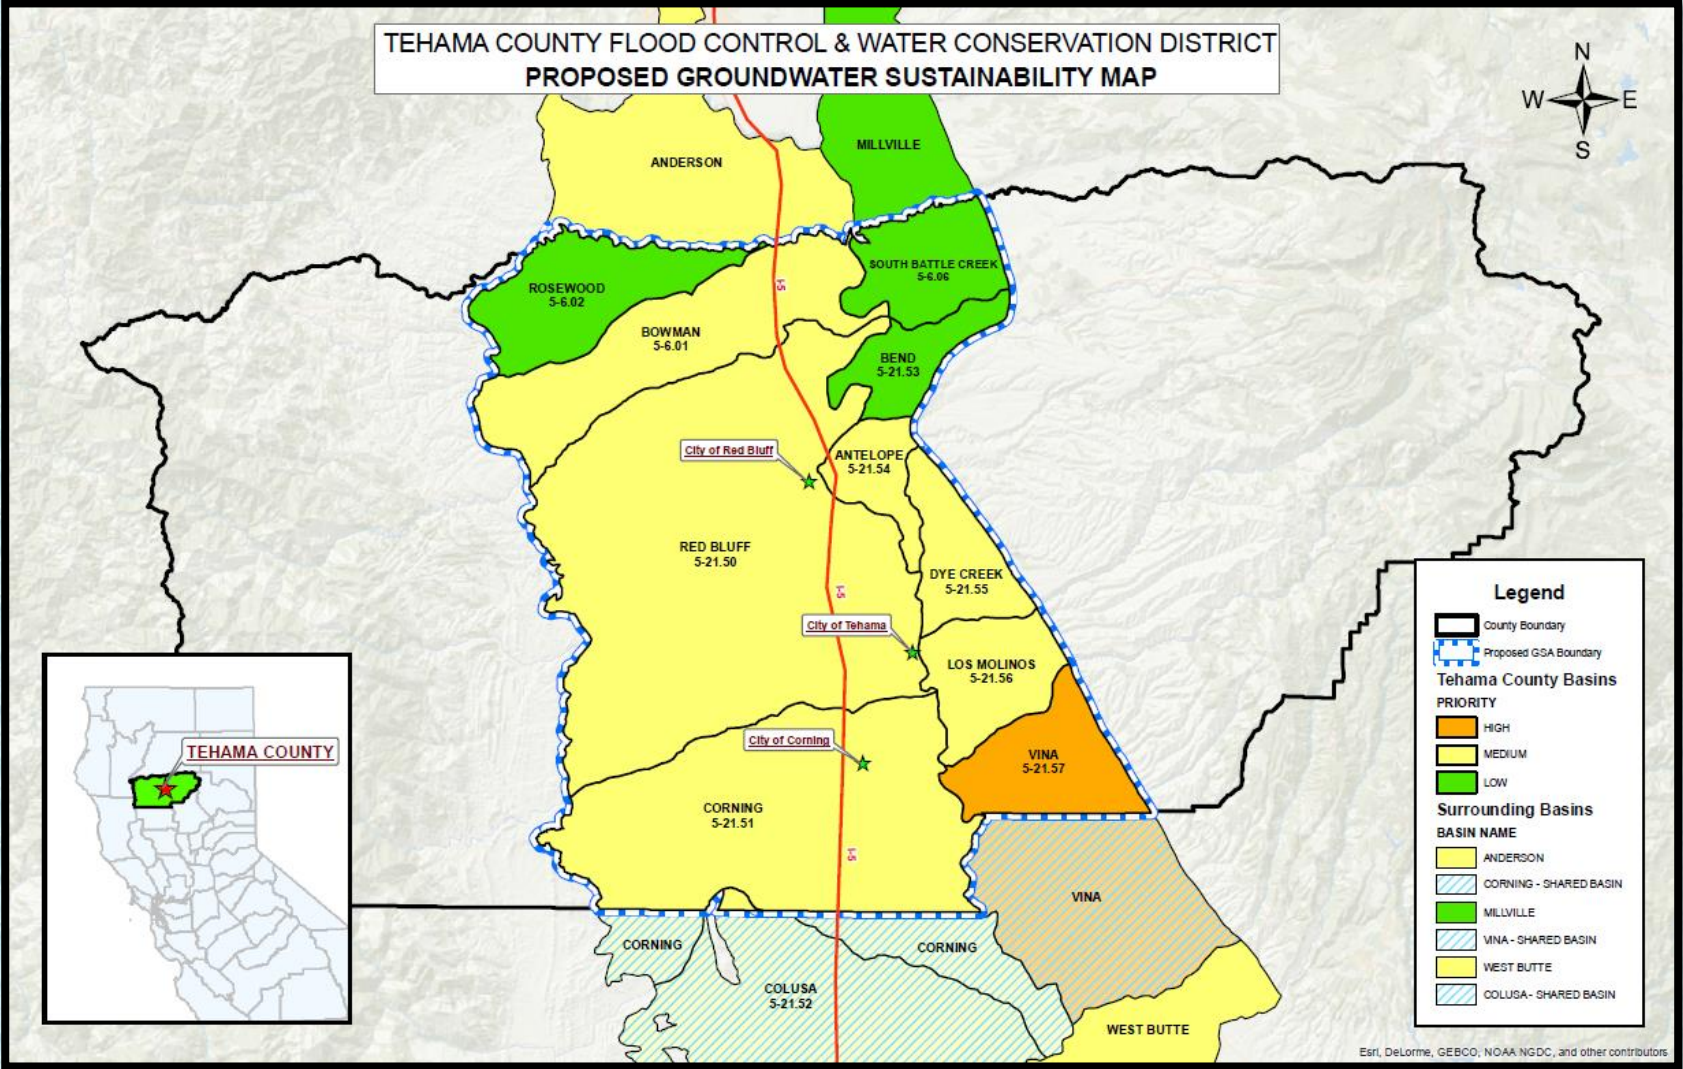 TEHAMA COUNTY FLOOD CONTROL & WATER CONSERVATION DISTRICT
PROPOSED GROUNDWATER SUSTAINABILITY MAP
N
W E
S
ANDERSON
MILLVILLE
SOUTH BATTLE CREEK
5-6.06
ROSEWOOD
5-6.02
I-5
BOWMAN
5-6.01
BEND
5-21.53
City of Red Bluff
ANTELOPE
5-21.54
RED BLUFF
5-21.50
DYE CREEK
5-21.55
I-5
City of Tehama
LOS MOLINOS
5-21.56
City of Corning
VINA
5-21.57
CORNING
5-21.51
I-5
VINA
CORNING
CORNING
COLUSA
5-21.52
WEST BUTTE
TEHAMA COUNTY
Legend
County Boundary
Proposed GSA Boundary
Tehama County Basins
PRIORITY
HIGH
MEDIUM
LOW
Surrounding Basins
BASIN NAME
ANDERSON
CORNING - SHARED BASIN
MILLVILLE
VINA - SHARED BASIN
WEST BUTTE
COLUSA - SHARED BASIN
Esri, DeLorme, GEBCO, NOAA NGDC, and other contributors